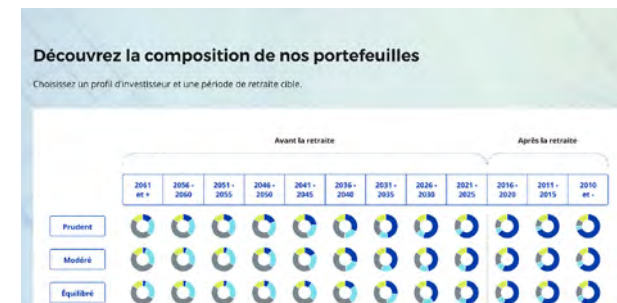 Découvrez la composition de nos portefeuilles
Choisissez un profil d'investisseur et une période de retraite cible.
Avant la retraite
Après la retraite
2061 et +
2056 - 2060
2051 - 2055
2046 - 2050
2041 - 2045
2036 - 2040
2031 - 2035
2026 - 2030
2021 - 2025
2016 - 2020
2011 - 2015
2010 et -
Prudent
Modéré
Équilibré